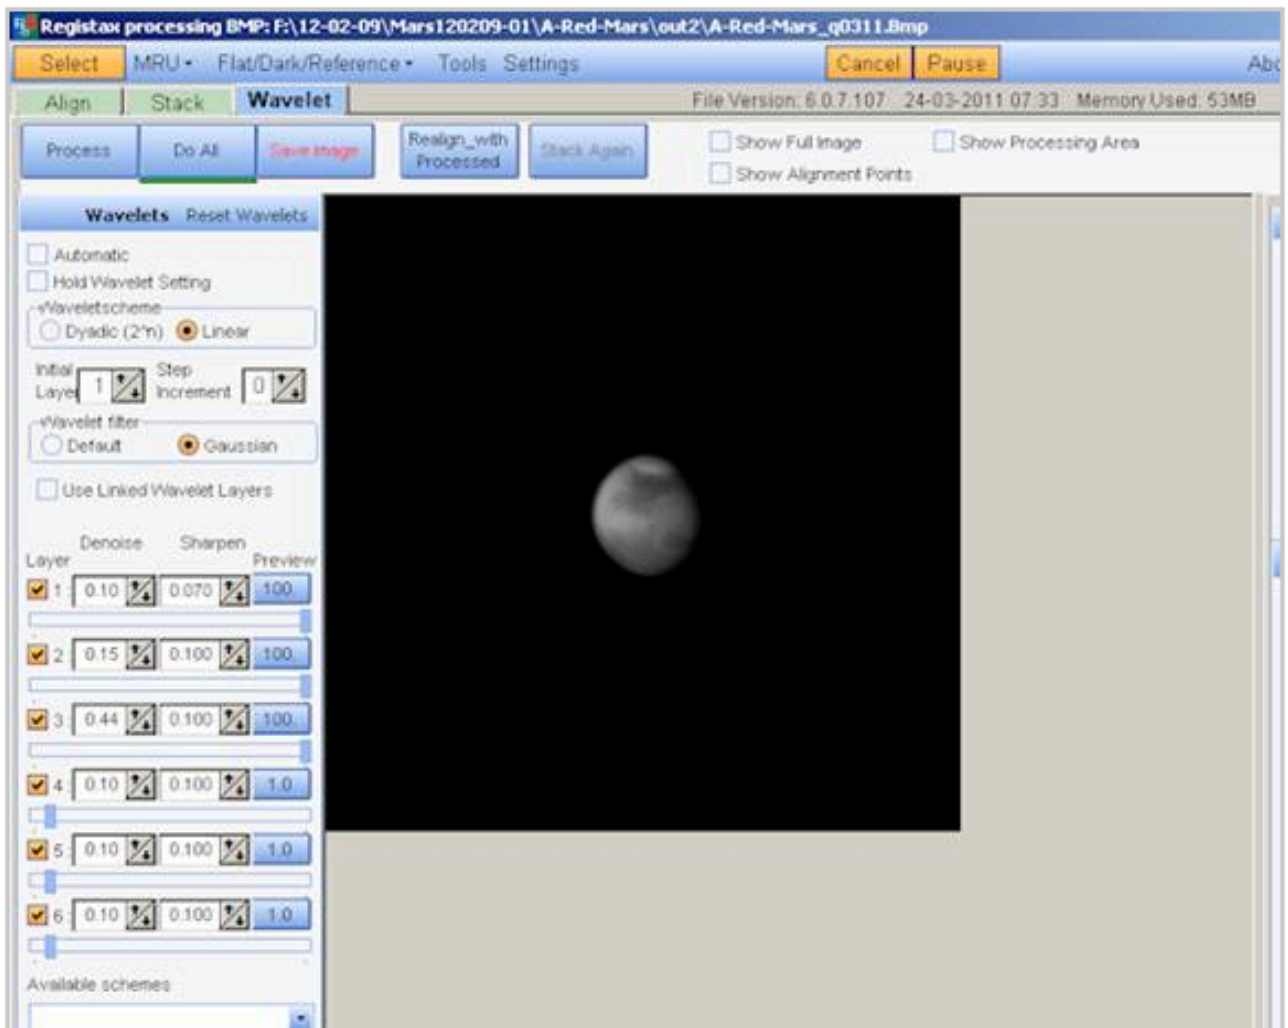 Registax processing BMP: F:\12-02-09\Mars120209-01\A-Red-Mars\out2\A-Red-Mars_q0311.Bmp
Select MRU Flat/Dark/Reference Tools Settings Cancel Pause
Align Stack Wavelet File Version: 6.0.7.107 24-03-2011 07:33 Memory Used: 53MB
Process Do All Save Image Realign_with Processed Stack Again
Show Full Image Show Processing Area
Show Alignment Points
Wavelets Reset Wavelets
Automatic
Hold Wavelet Setting
Waveletscheme
Dyadic (2^n) Linear
Initial Layer 1 Step Increment 0
Wavelet filter
Default Gaussian
Use Linked Wavelet Layers
Denoise Sharpen
Layer Preview
1 : 0.10 0.070 100.
2 : 0.15 0.100 100.
3 : 0.44 0.100 100.
4 : 0.10 0.100 1.0
5 : 0.10 0.100 1.0
6 : 0.10 0.100 1.0
Available schemes